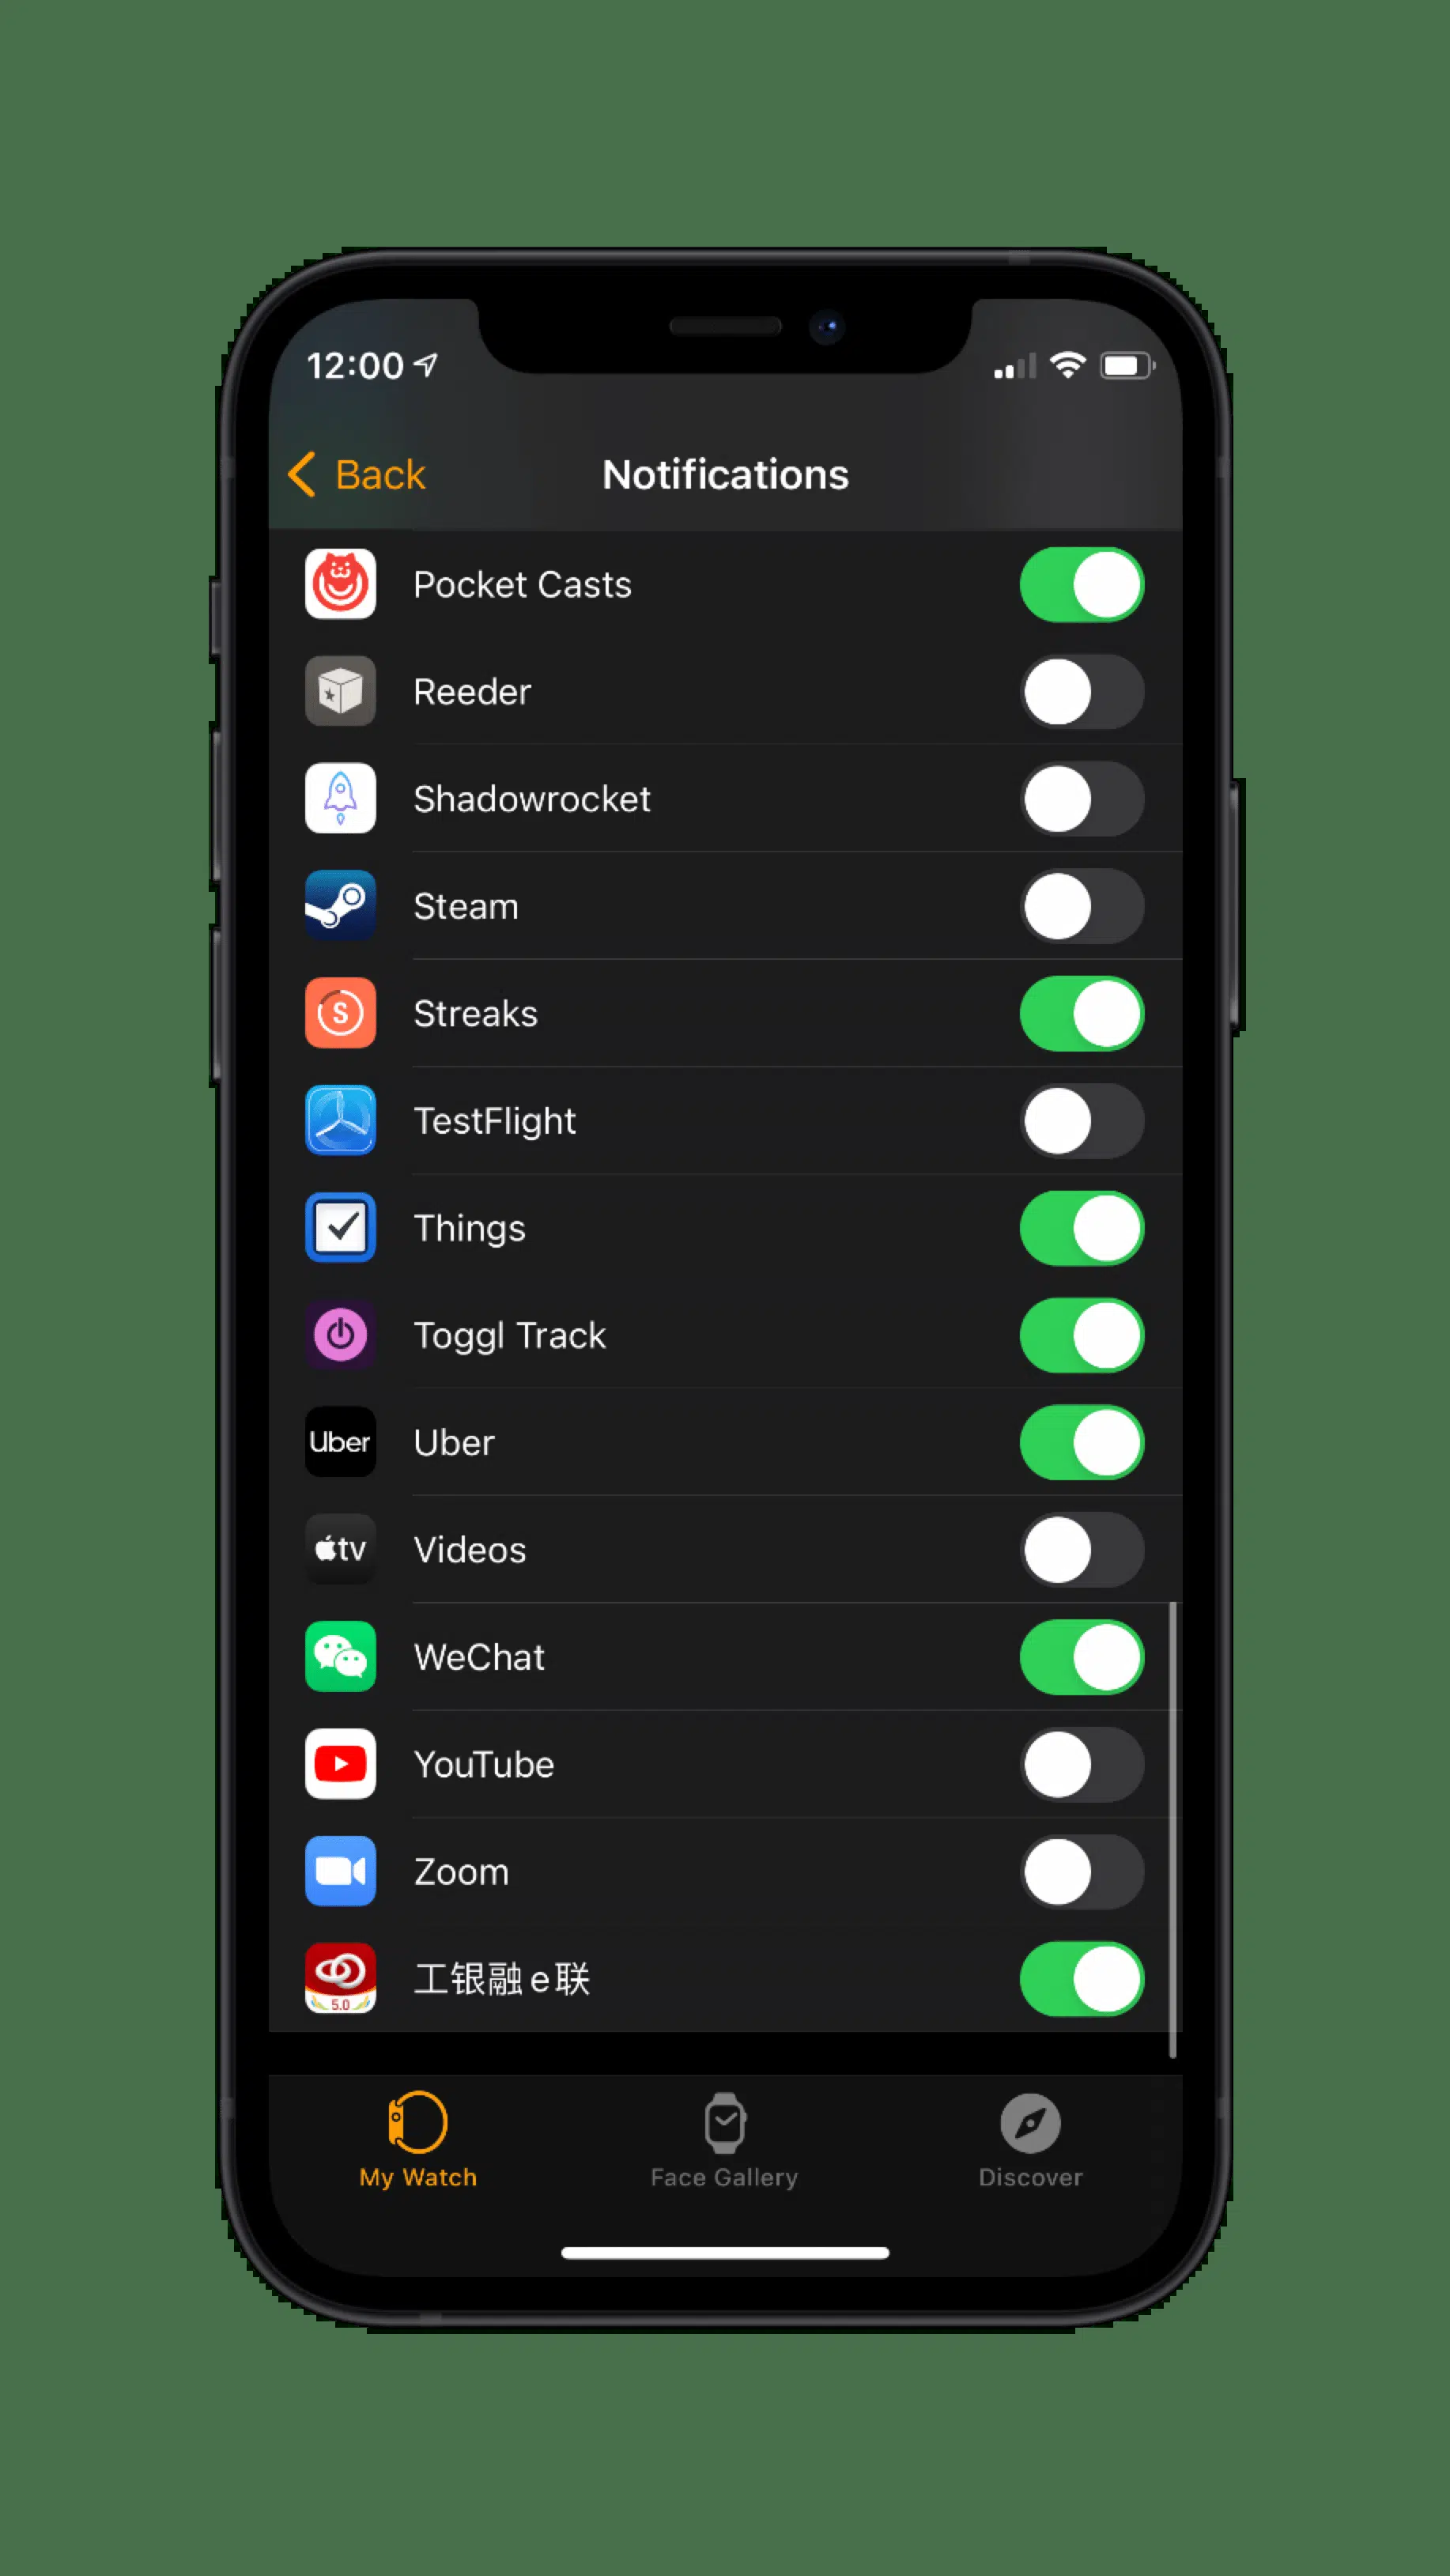 12:00
Back
Notifications
Pocket Casts
Reeder
Shadowrocket
Steam
S Streaks
TestFlight
Things
Toggl Track
Uber Uber
tv Videos
WeChat
YouTube
Zoom
5.0 工银融e联
My Watch
Face Gallery
Discover